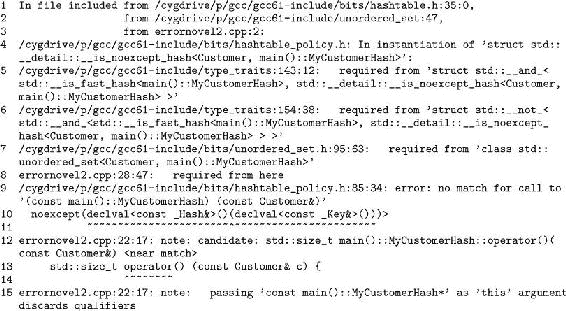 1 In file included from /cygdrive/p/gcc/gcc61-include/bits/hashtable.h:35:0,
2 from /cygdrive/p/gcc/gcc61-include/unordered_set:47,
3 from errornovel2.cpp:2:
4 /cygdrive/p/gcc/gcc61-include/bits/hashtable_policy.h: In instantiation of 'struct std::
__detail::__is_noexcept_hash<Customer, main()::MyCustomerHash>':
5 /cygdrive/p/gcc/gcc61-include/type_traits:143:12: required from 'struct std::__and_<
std::__is_fast_hash<main()::MyCustomerHash>, std::__detail::__is_noexcept_hash<Customer,
main()::MyCustomerHash> >'
6 /cygdrive/p/gcc/gcc61-include/type_traits:154:38: required from 'struct std::__not_<
std::__and_<std::__is_fast_hash<main()::MyCustomerHash>, std::__detail::__is_noexcept_
hash<Customer, main()::MyCustomerHash> > >'
7 /cygdrive/p/gcc/gcc61-include/bits/unordered_set.h:95:63: required from 'class std::
unordered_set<Customer, main()::MyCustomerHash>'
8 errornovel2.cpp:28:47: required from here
9 /cygdrive/p/gcc/gcc61-include/bits/hashtable_policy.h:85:34: error: no match for call to
'(const main()::MyCustomerHash) (const Customer&)'
10 noexcept(declval<const _Hash&>()(declval<const _Key&>()))>
11 ~~~~~~~~~~~~~~~~~~~~~~~~^~~~~~~~~~~~~~~~~~~~~~~~
12 errornovel2.cpp:22:17: note: candidate: std::size_t main()::MyCustomerHash::operator()(
const Customer&) <near match>
13 std::size_t operator() (const Customer& c) {
14 ^~~~~~~~
15 errornovel2.cpp:22:17: note: passing 'const main()::MyCustomerHash*' as 'this' argument
discards qualifiers